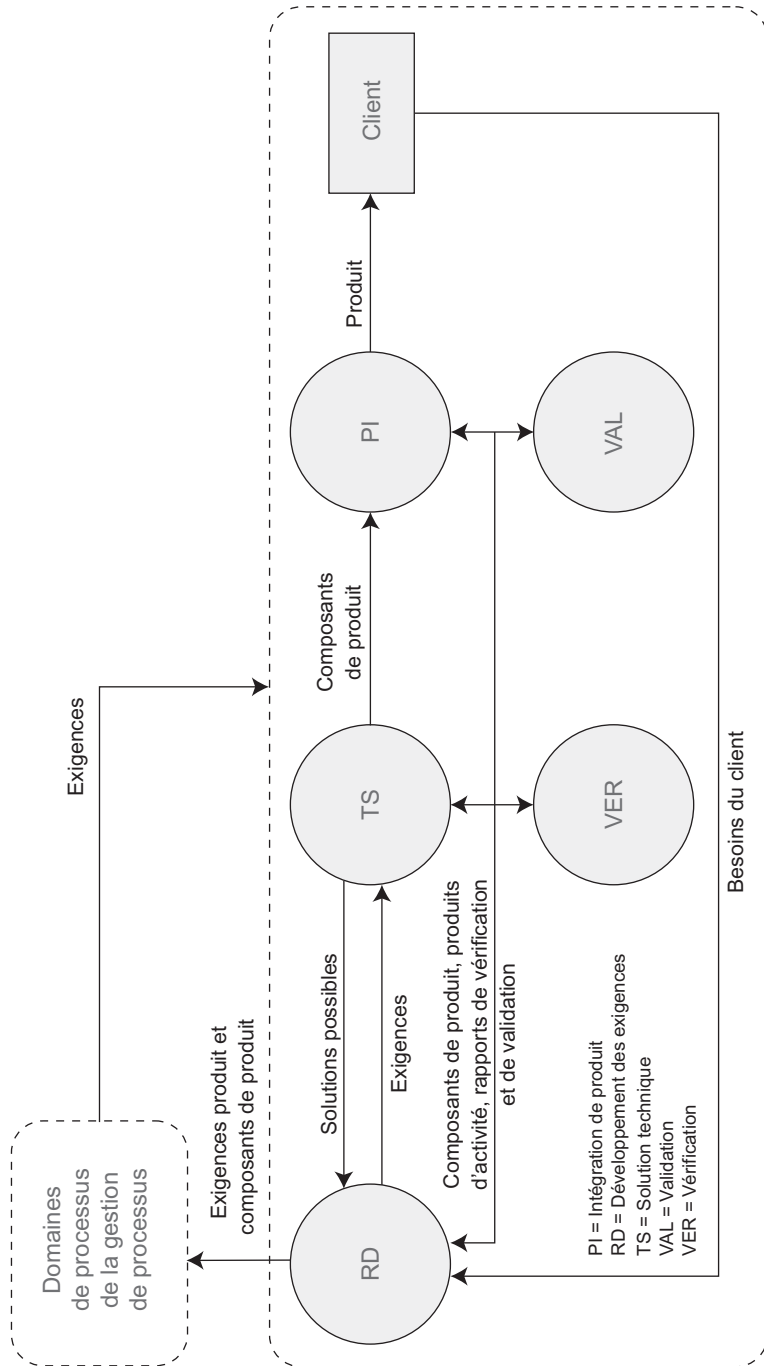 Domaines
de processus
de la gestion
de processus
Exigences
Exigences produit et
composants de produit
RD
Solutions possibles
Exigences
TS
Composants
de produit
PI
Produit
Client
Composants de produit, produits
d'activité, rapports de vérification
et de validation
VER
VAL
PI = Intégration de produit
RD = Développement des exigences
TS = Solution technique
VAL = Validation
VER = Vérification
Besoins du client